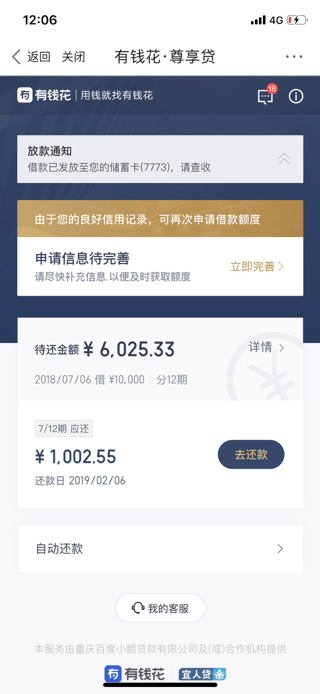 12:06
4G
返回 关闭 有钱花·尊享贷
有钱花 | 用钱就找有钱花
18
放款通知
借款已发放至您的储蓄卡(7773)，请查收
由于您的良好信用记录，可再次申请借款额度
申请信息待完善
请尽快补充信息.以便及时获取额度
立即完善
待还金额 ¥ 6,025.33
详情
2018/07/06 借 ¥10,000 | 分12期
7/12期 应还
¥ 1,002.55
还款日 2019/02/06
去还款
自动还款
我的客服
本服务由重庆百度小额贷款有限公司及(或)合作机构提供
有钱花 宜人贷